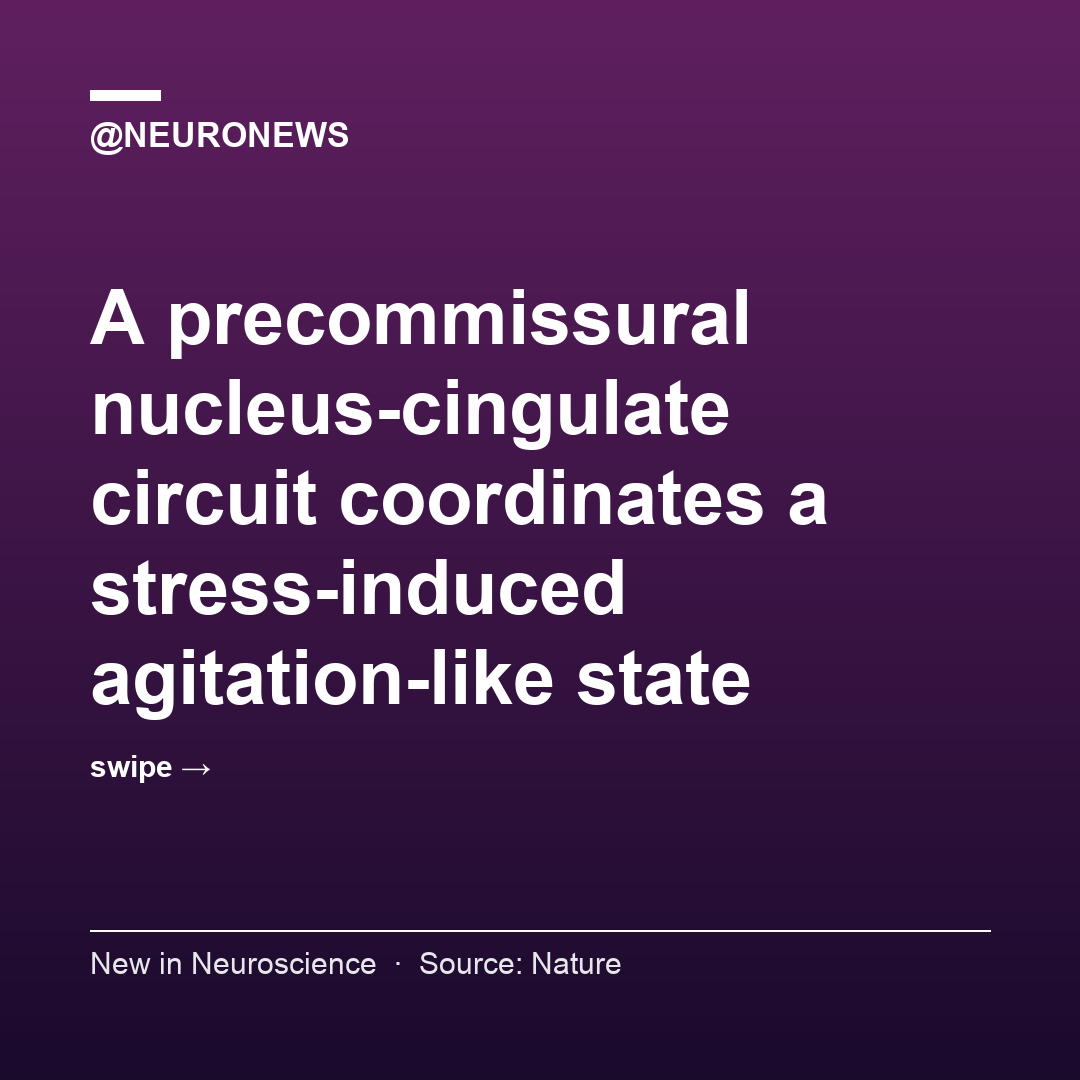 @NEURONEWS
A precommissural
nucleus-cingulate
circuit coordinates a
stress-induced
agitation-like state
swipe →
New in Neuroscience · Source: Nature